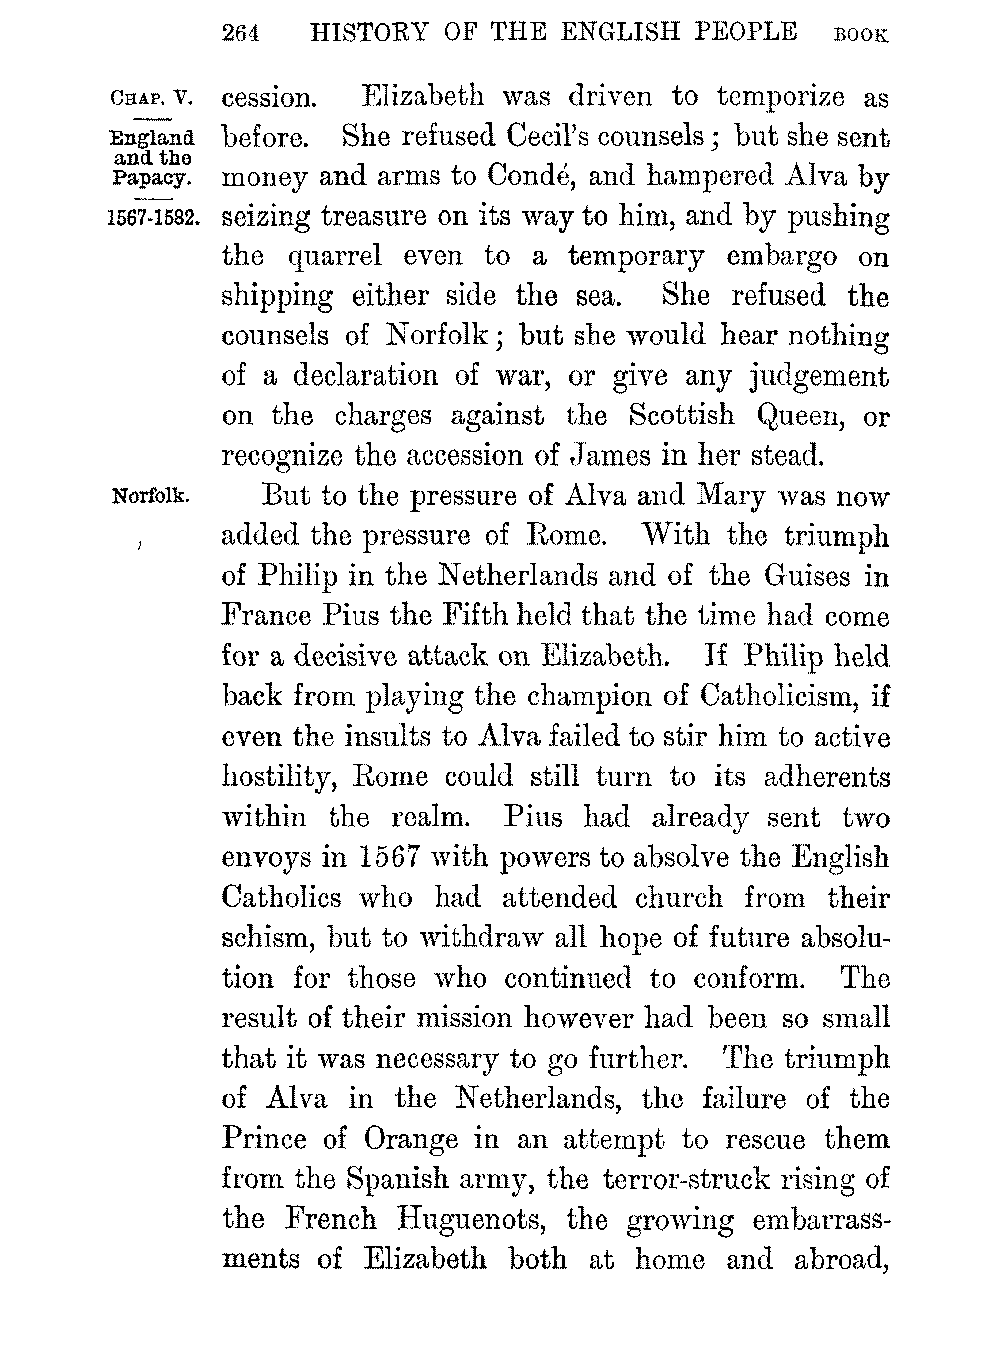 264 HISTORY OF THE ENGLISH PEOPLE BOOK
CHAP. V.
England
and the
Papacy.
1567-1582.
cession. Elizabeth was driven to temporize as
before. She refused Cecil's counsels; but she sent
money and arms to Condé, and hampered Alva by
seizing treasure on its way to him, and by pushing
the quarrel even to a temporary embargo on
shipping either side the sea. She refused the
counsels of Norfolk; but she would hear nothing
of a declaration of war, or give any judgement
on the charges against the Scottish Queen, or
recognize the accession of James in her stead.
Norfolk.
But to the pressure of Alva and Mary was now
added the pressure of Rome. With the triumph
of Philip in the Netherlands and of the Guises in
France Pius the Fifth held that the time had come
for a decisive attack on Elizabeth. If Philip held
back from playing the champion of Catholicism, if
even the insults to Alva failed to stir him to active
hostility, Rome could still turn to its adherents
within the realm. Pius had already sent two
envoys in 1567 with powers to absolve the English
Catholics who had attended church from their
schism, but to withdraw all hope of future absolu-
tion for those who continued to conform. The
result of their mission however had been so small
that it was necessary to go further. The triumph
of Alva in the Netherlands, the failure of the
Prince of Orange in an attempt to rescue them
from the Spanish army, the terror-struck rising of
the French Huguenots, the growing embarrass-
ments of Elizabeth both at home and abroad,